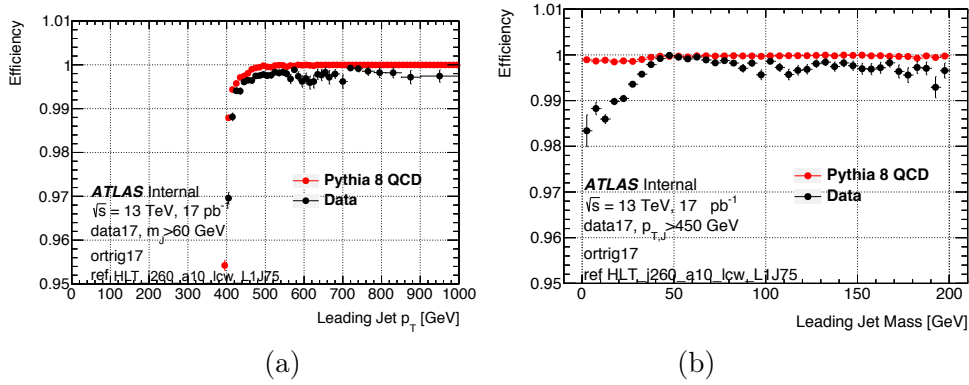 Efficiency
1.01
1
0.99
0.98
0.97
0.96
0.95
ATLAS Internal
√s = 13 TeV, 17 pb⁻¹
data17, m_J>60 GeV
ortrig17
ref HLT_j260_a10_lcw_L1J75
Pythia 8 QCD
Data
0 100 200 300 400 500 600 700 800 900 1000
Leading Jet p_T [GeV]
(a)
Efficiency
1.01
1
0.99
0.98
0.97
0.96
0.95
ATLAS Internal
√s = 13 TeV, 17 pb⁻¹
data17, p_T,J>450 GeV
ortrig17
ref HLT_j260_a10_lcw_L1J75
Pythia 8 QCD
Data
0 50 100 150 200
Leading Jet Mass [GeV]
(b)